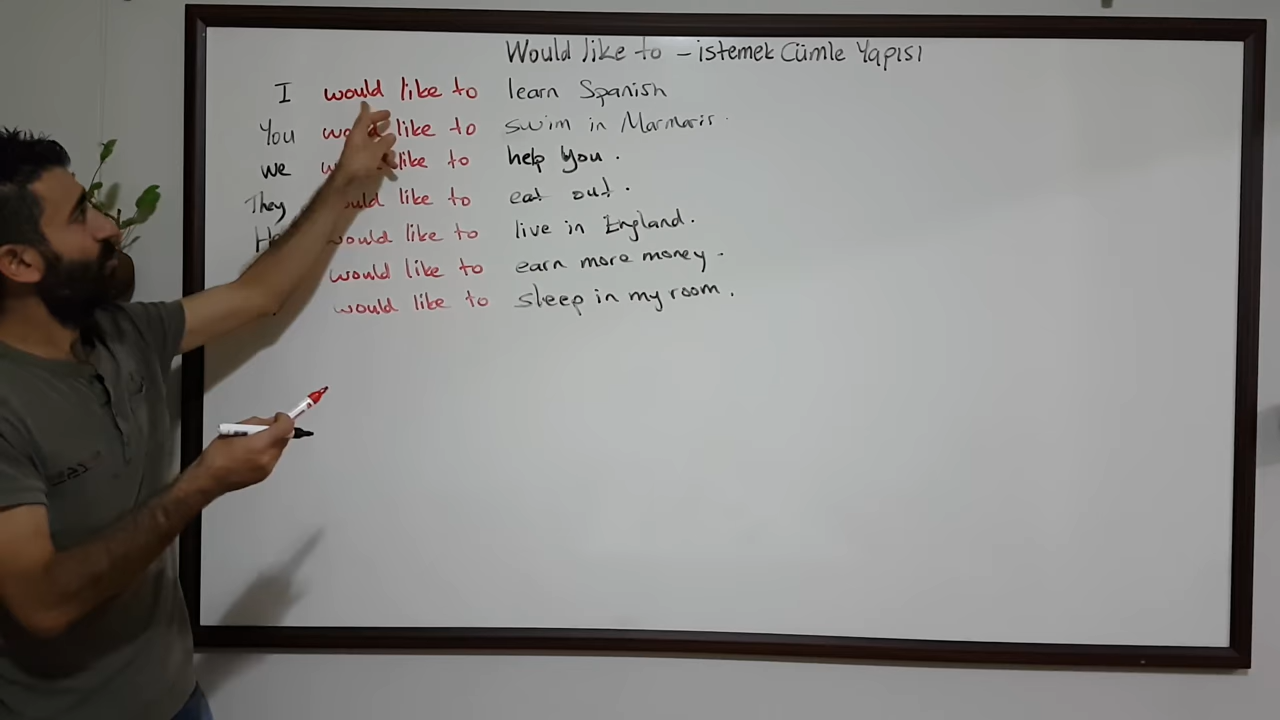 Would like to - istemek Cümle Yapısı
I would like to learn Spanish
You would like to swim in Marmaris.
we like to help you.
They would like to eat out.
would like to live in England.
would like to earn more money.
would like to sleep in my room.